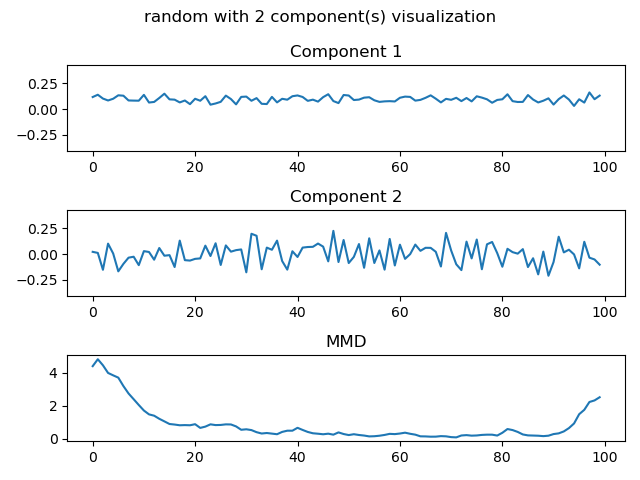 random with 2 component(s) visualization
Component 1
0.25
0.00
−0.25
0 20 40 60 80 100
Component 2
0.25
0.00
−0.25
0 20 40 60 80 100
MMD
4
2
0
0 20 40 60 80 100